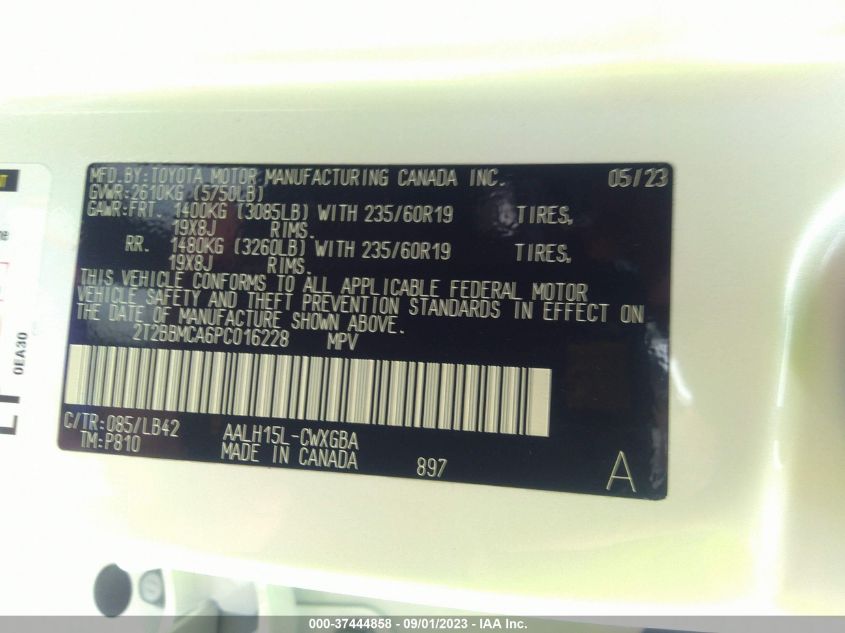 MFD.BY:TOYOTA MOTOR MANUFACTURING CANADA INC. 05/23
GVWR:2610KG (5750LB)
GAWR:FRT. 1400KG (3085LB) WITH 235/60R19 TIRES,
19X8J RIMS.
RR. 1480KG (3260LB) WITH 235/60R19 TIRES,
19X8J RIMS.
THIS VEHICLE CONFORMS TO ALL APPLICABLE FEDERAL MOTOR
VEHICLE SAFETY AND THEFT PREVENTION STANDARDS IN EFFECT ON
THE DATE OF MANUFACTURE SHOWN ABOVE.
2T2BBMCA6PC016228 MPV
C/TR:085/LB42 AALH15L-CWXGBA
TM:P810 MADE IN CANADA 897 A
0EA30
000-37444858 - 09/01/2023 - IAA Inc.